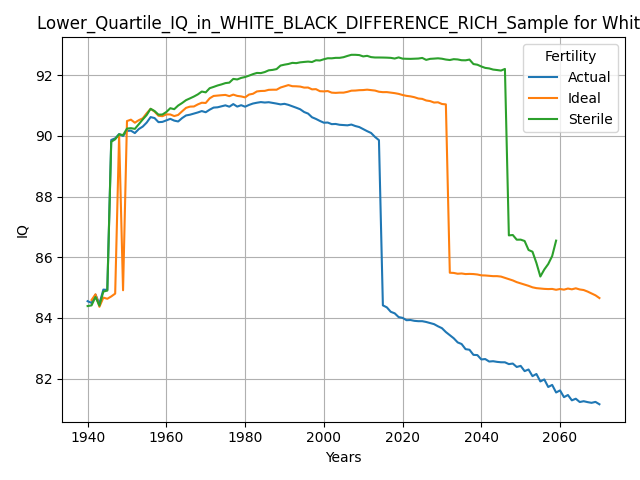 Lower_Quartile_IQ_in_WHITE_BLACK_DIFFERENCE_RICH_Sample for Whit
Fertility
Actual
Ideal
Sterile
92
90
88
86
84
82
IQ
1940
1960
1980
2000
2020
2040
2060
Years